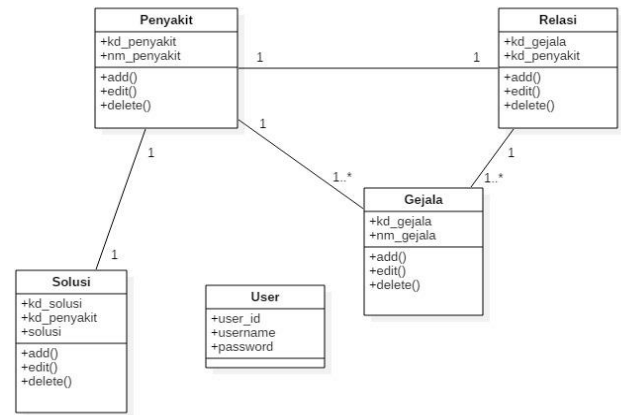 Penyakit
+kd_penyakit
+nm_penyakit
+add()
+edit()
+delete()
Relasi
+kd_gejala
+kd_penyakit
+add()
+edit()
+delete()
1
1
1
1..*
1
1..*
1
1
Gejala
+kd_gejala
+nm_gejala
+add()
+edit()
+delete()
Solusi
+kd_solusi
+kd_penyakit
+solusi
+add()
+edit()
+delete()
User
+user_id
+username
+password